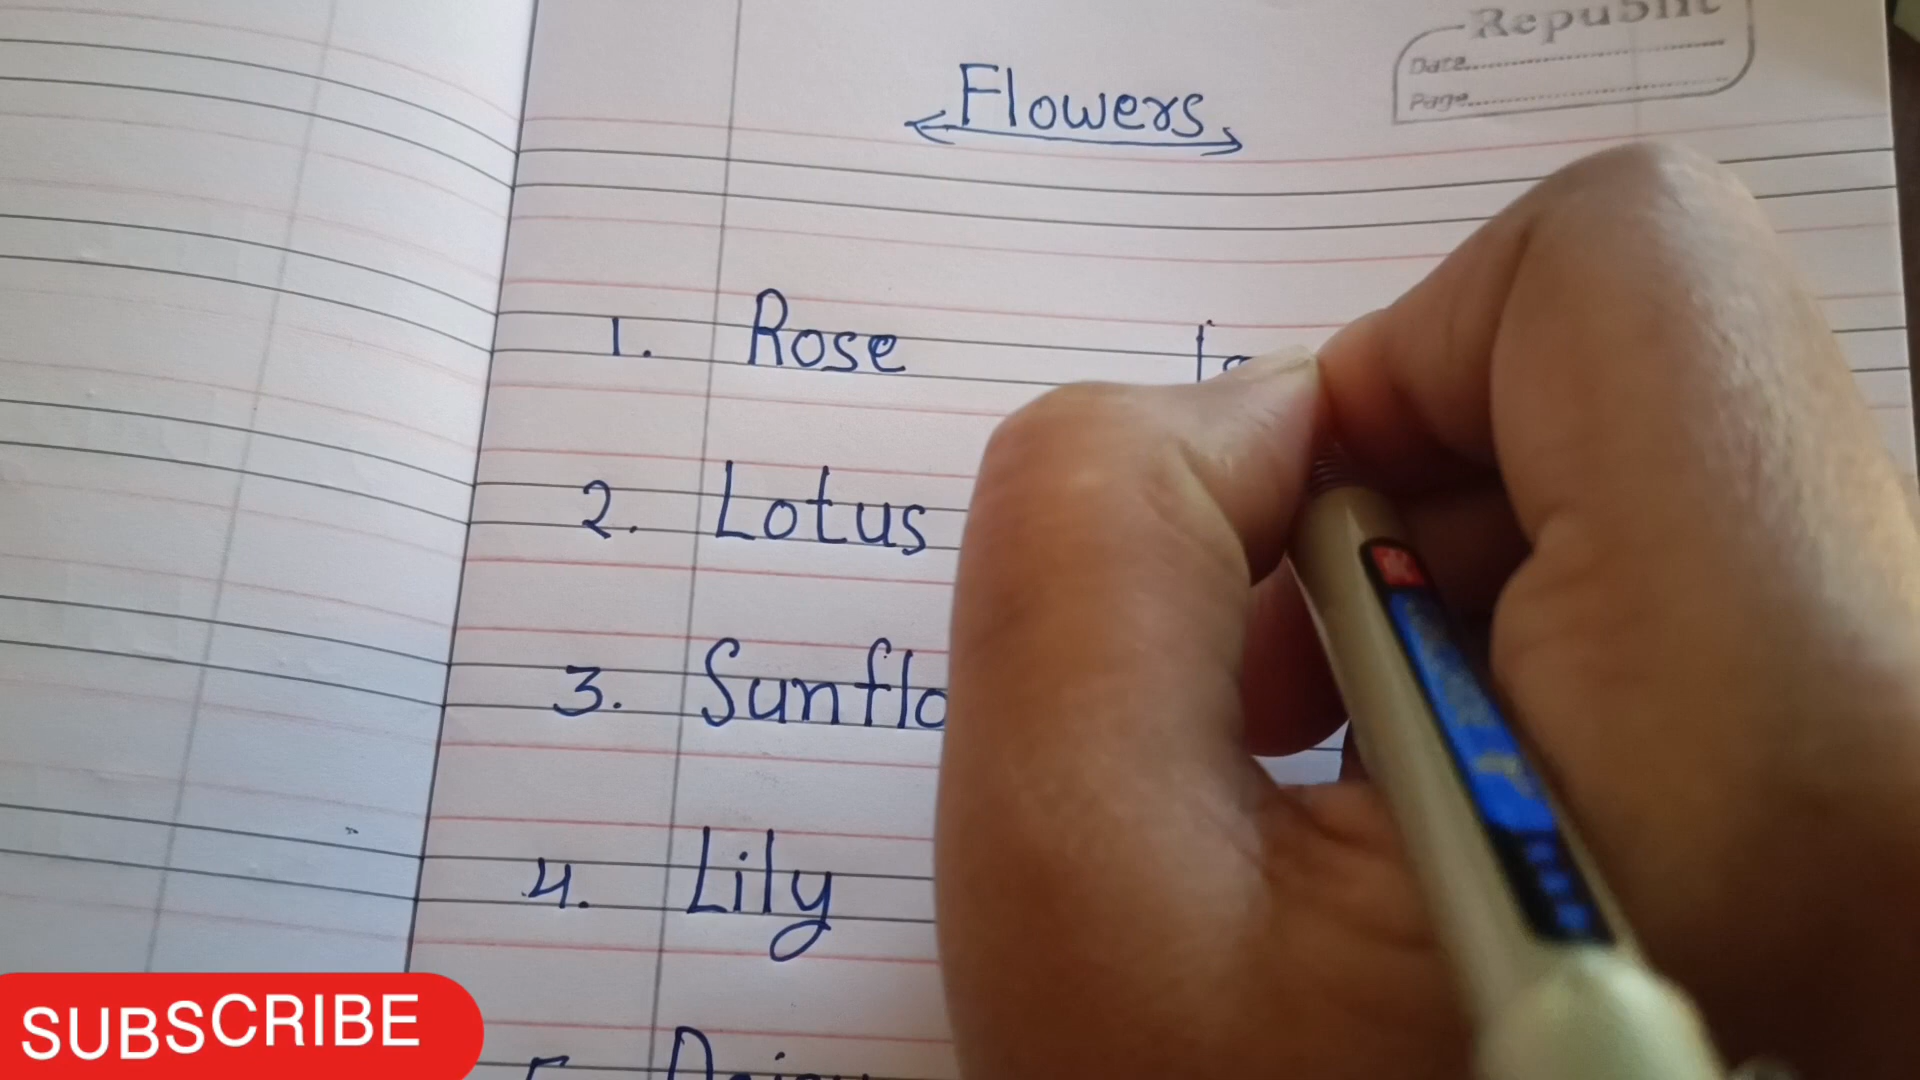 Republic
Date
Page
Flowers
1. Rose
2. Lotus
3. Sunflo
4. Lily
SUBSCRIBE